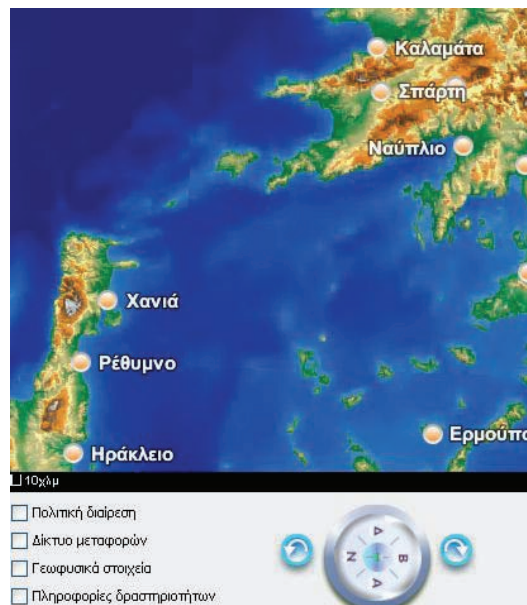 Καλαμάτα
Σπάρτη
Ναύπλιο
Χανιά
Ρέθυμνο
Ερμούπο
Ηράκλειο
10χλμ
Πολιτική διαίρεση
Δίκτυο μεταφορών
Γεωφυσικά στοιχεία
Πληροφορίες δραστηριοτήτων
Δ
Ν Β
Α